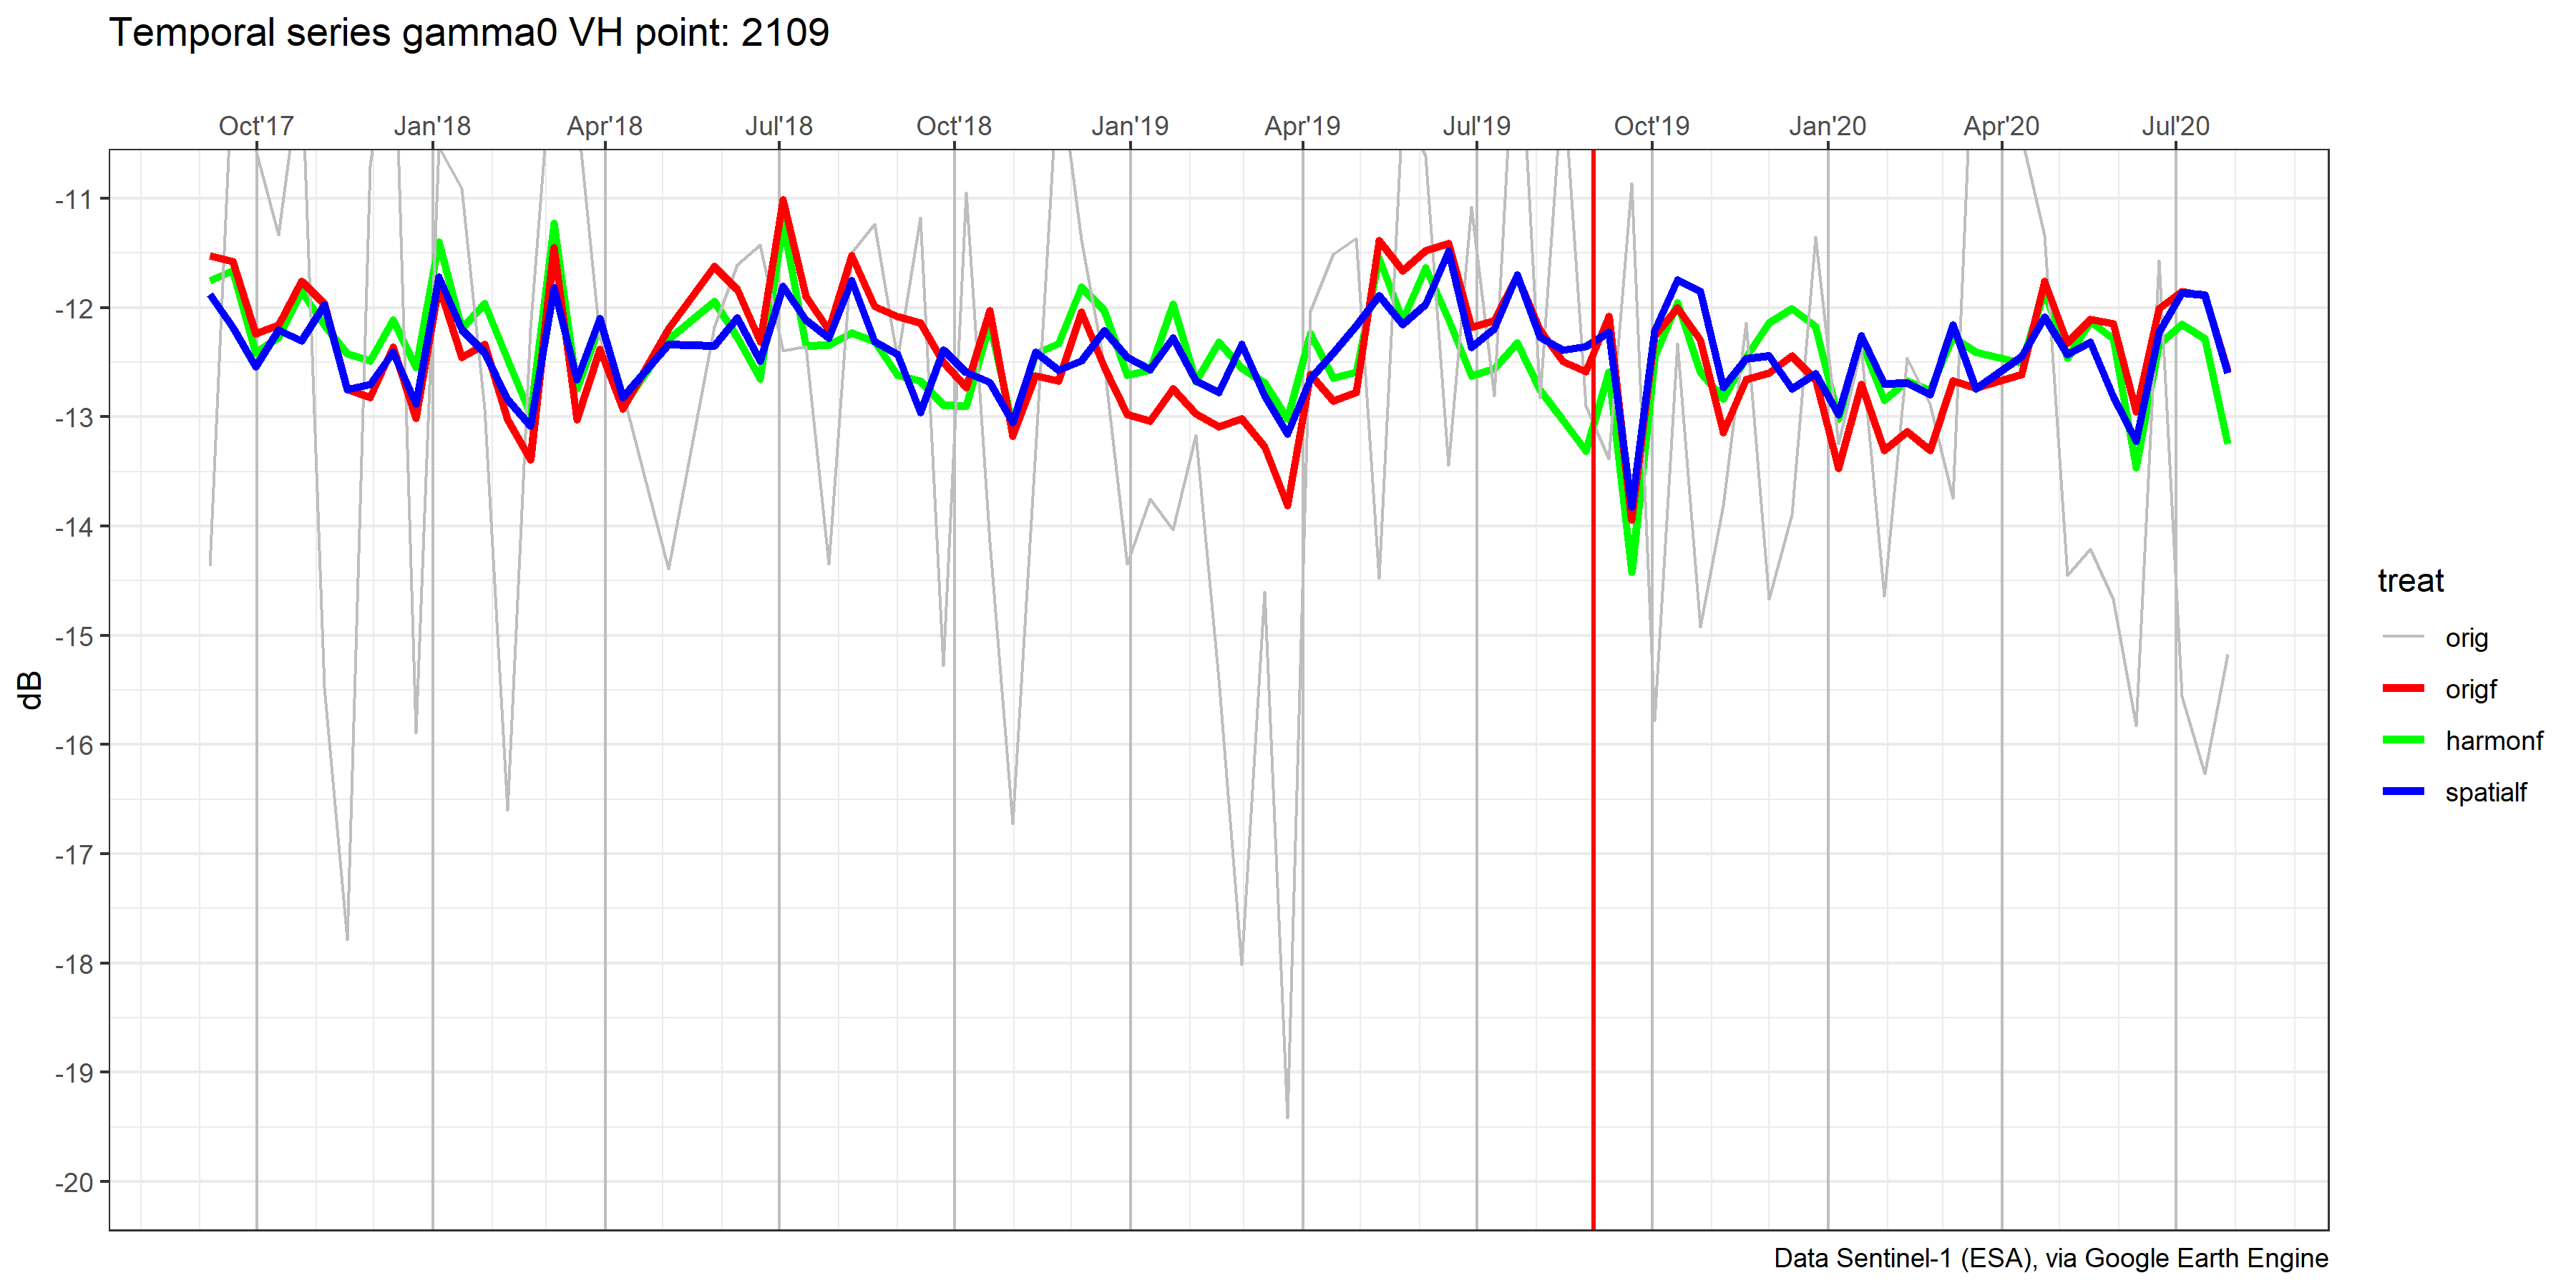 Temporal series gamma0 VH point: 2109
Oct'17 Jan'18 Apr'18 Jul'18 Oct'18 Jan'19 Apr'19 Jul'19 Oct'19 Jan'20 Apr'20 Jul'20
-11
-12
-13
-14
-15
-16
-17
-18
-19
-20
dB
treat
orig
origf
harmonf
spatialf
Data Sentinel-1 (ESA), via Google Earth Engine